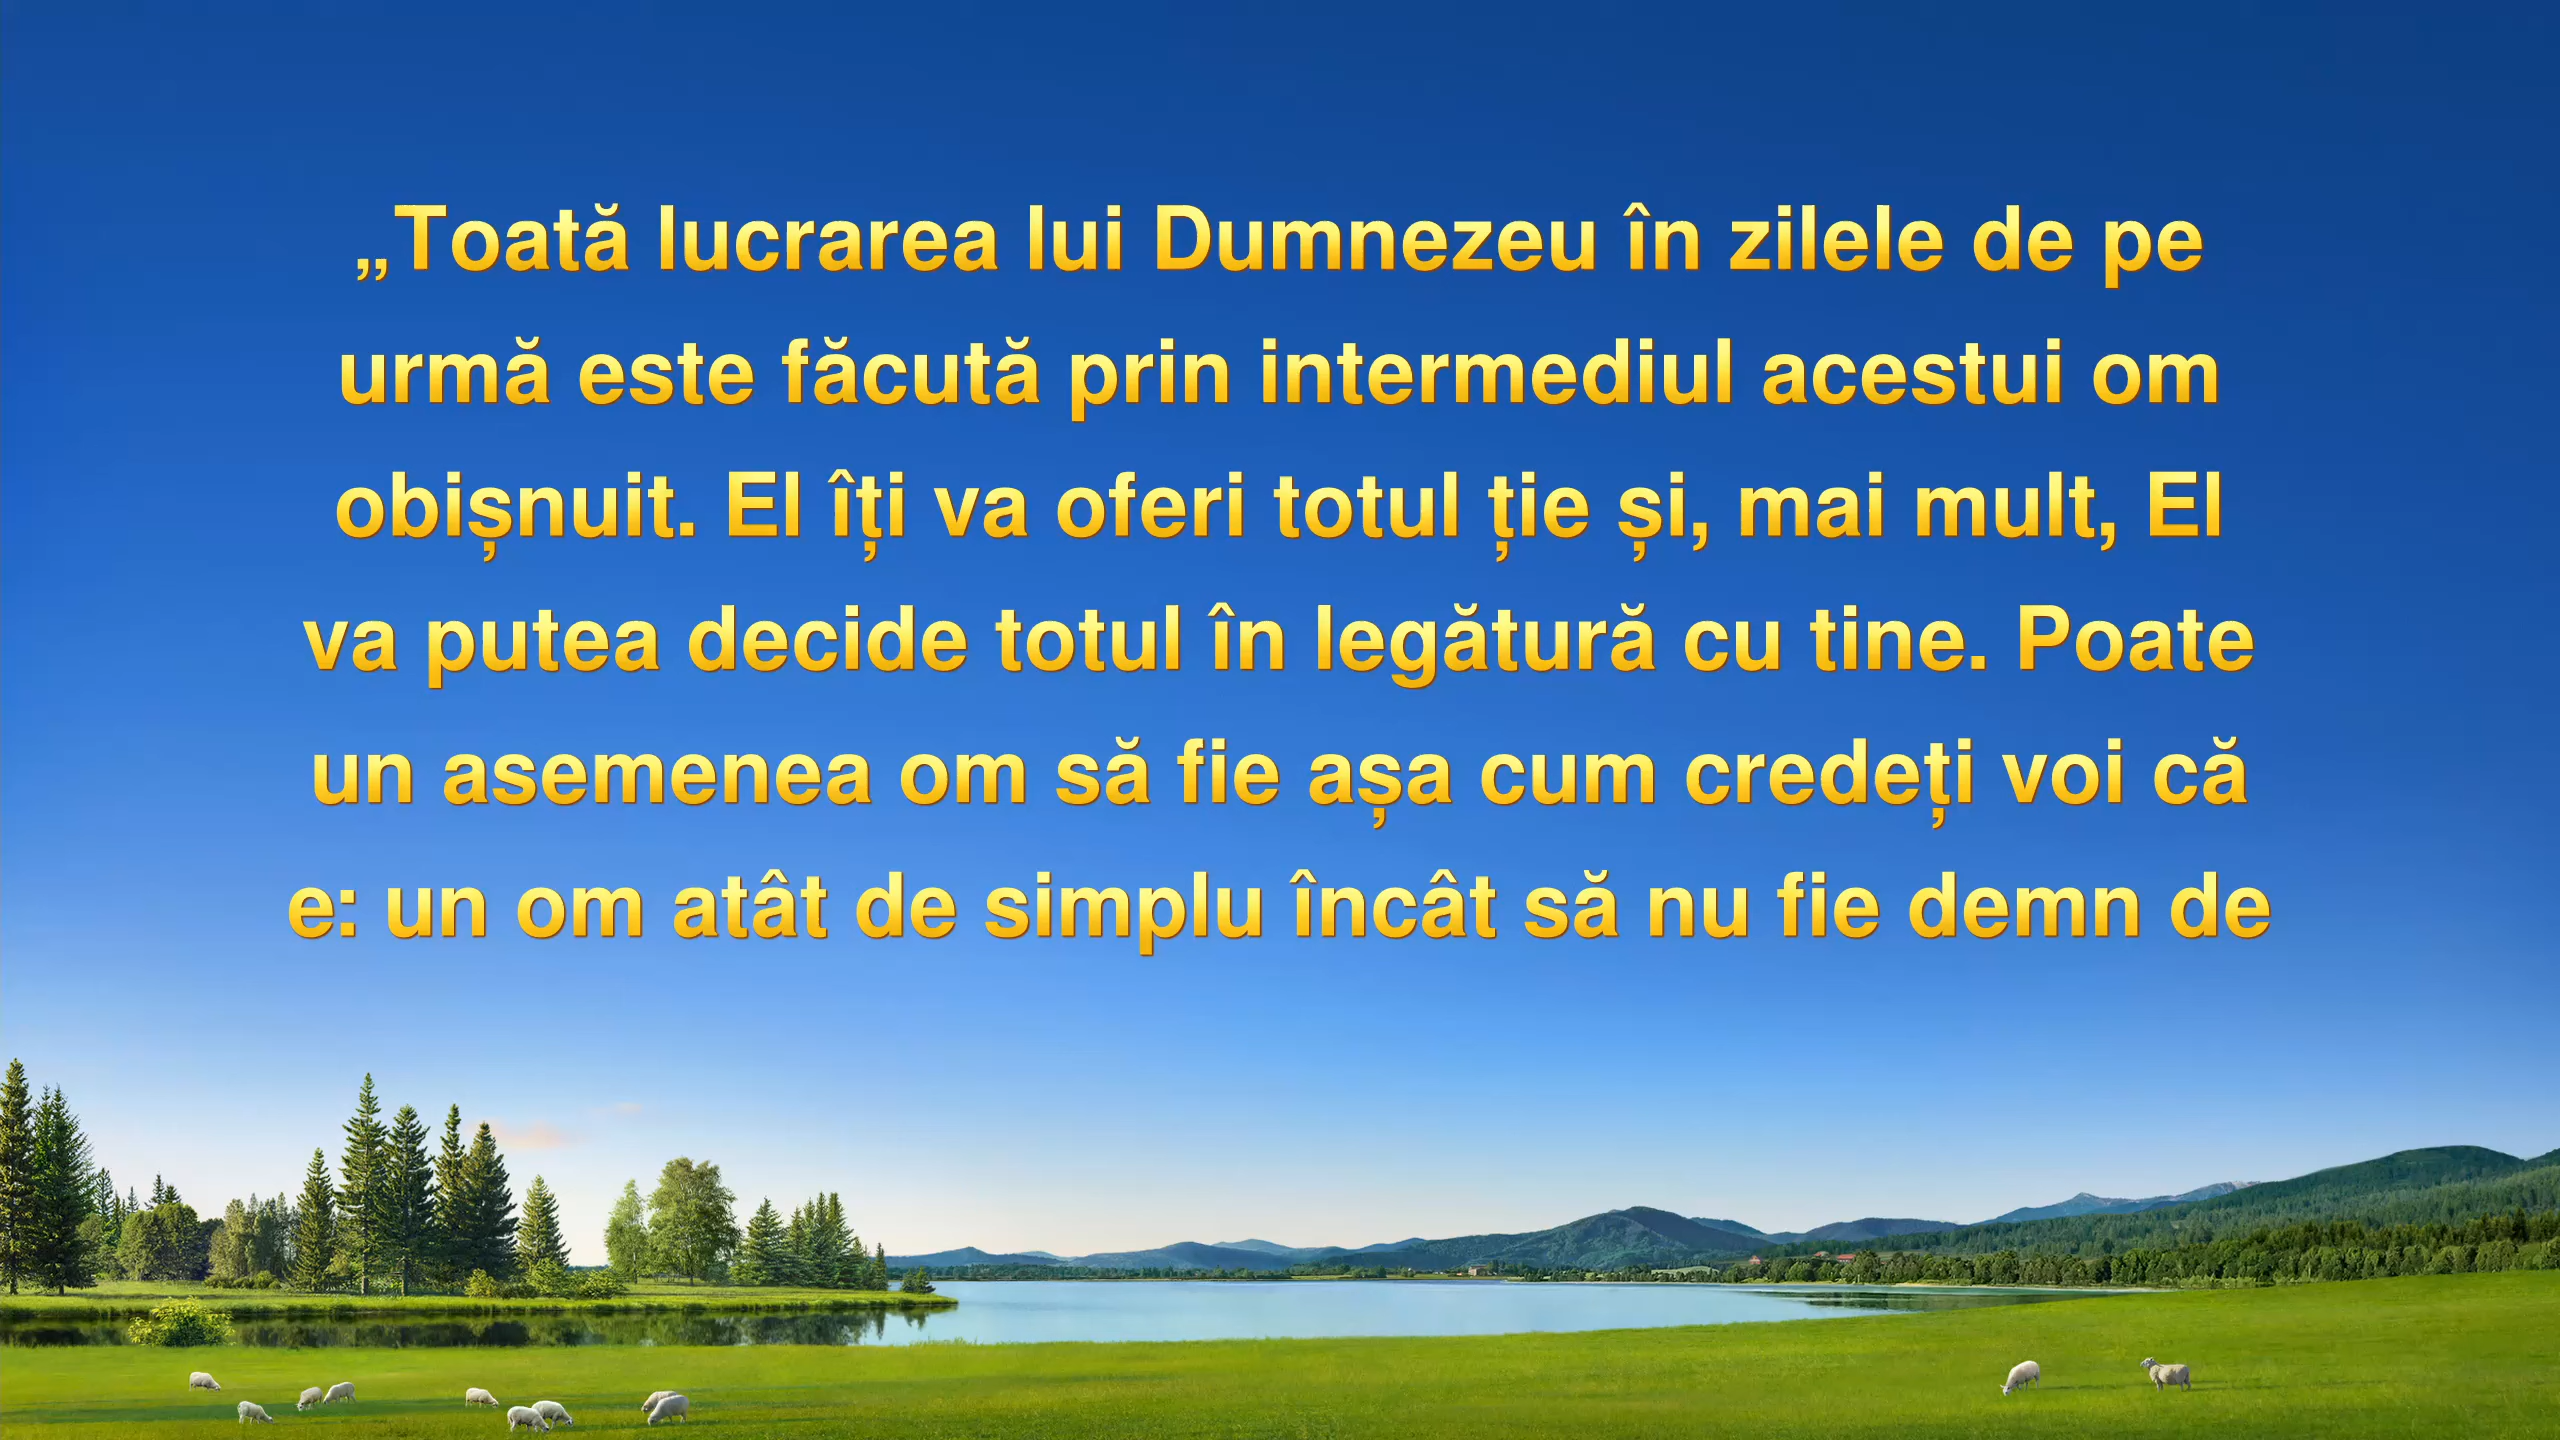 „Toată lucrarea lui Dumnezeu în zilele de pe
urmă este făcută prin intermediul acestui om
obișnuit. El îți va oferi totul ție și, mai mult, El
va putea decide totul în legătură cu tine. Poate
un asemenea om să fie așa cum credeți voi că
e: un om atât de simplu încât să nu fie demn de